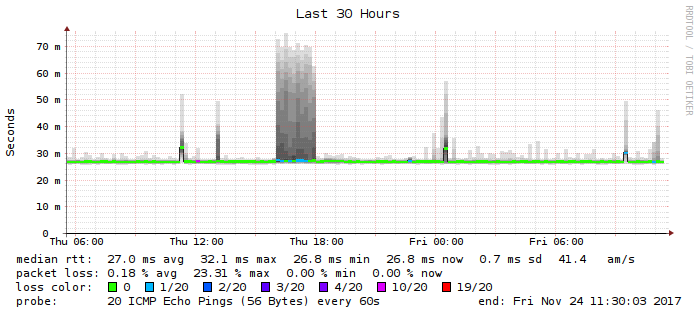 Last 30 Hours
RRDTOOL / TOBI OETIKER
Seconds
70 m
60 m
50 m
40 m
30 m
20 m
10 m
0
Thu 06:00 Thu 12:00 Thu 18:00 Fri 00:00 Fri 06:00
median rtt: 27.0 ms avg 32.1 ms max 26.8 ms min 26.8 ms now 0.7 ms sd 41.4 am/s
packet loss: 0.18 % avg 23.31 % max 0.00 % min 0.00 % now
loss color: 0 1/20 2/20 3/20 4/20 10/20 19/20
probe: 20 ICMP Echo Pings (56 Bytes) every 60s end: Fri Nov 24 11:30:03 2017